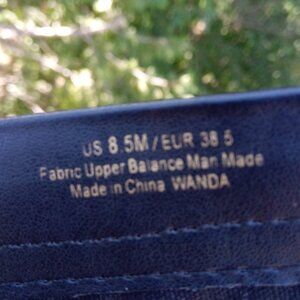 US 8.5M / EUR 38 5
Fabric Upper Balance Man Made
Made in China WANDA